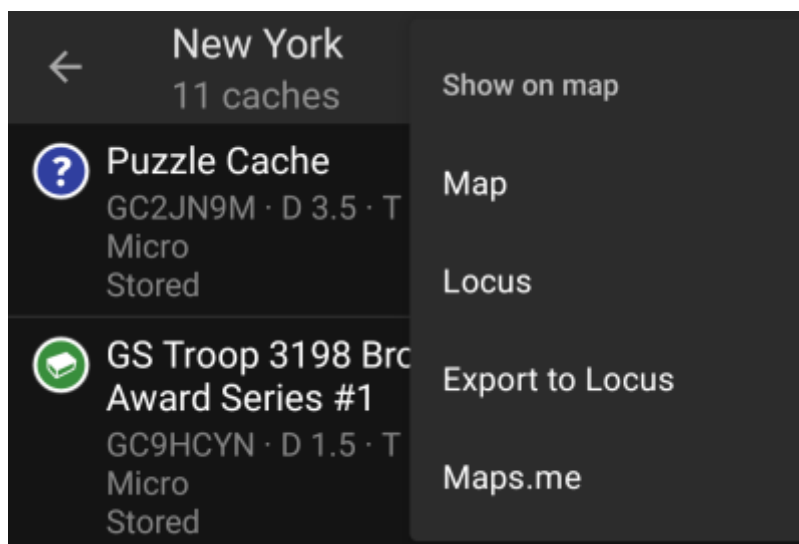 New York
11 caches
Puzzle Cache
GC2JN9M · D 3.5 · T
Micro
Stored
GS Troop 3198
Award Series #1
GC9HCYN · D 1.5 · T
Micro
Stored
Show on map
Map
Locus
Export to Locus
Maps.me